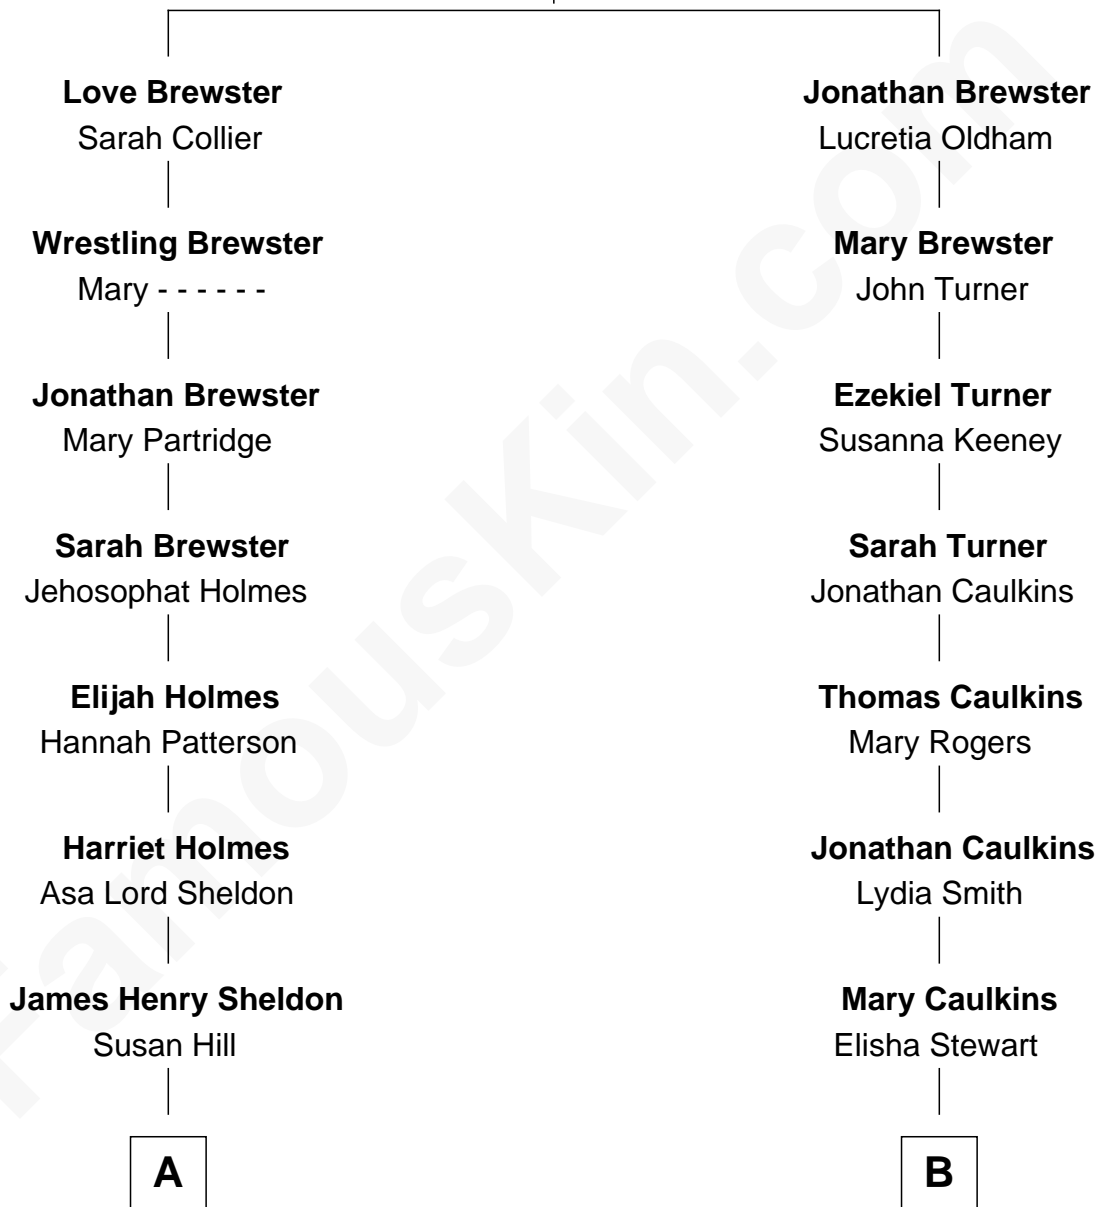 Love Brewster
Sarah Collier
Wrestling Brewster
Mary - - - - - -
Jonathan Brewster
Mary Partridge
Sarah Brewster
Jehosophat Holmes
Elijah Holmes
Hannah Patterson
Harriet Holmes
Asa Lord Sheldon
James Henry Sheldon
Susan Hill
A
Jonathan Brewster
Lucretia Oldham
Mary Brewster
John Turner
Ezekiel Turner
Susanna Keeney
Sarah Turner
Jonathan Caulkins
Thomas Caulkins
Mary Rogers
Jonathan Caulkins
Lydia Smith
Mary Caulkins
Elisha Stewart
B
FamousKin.com